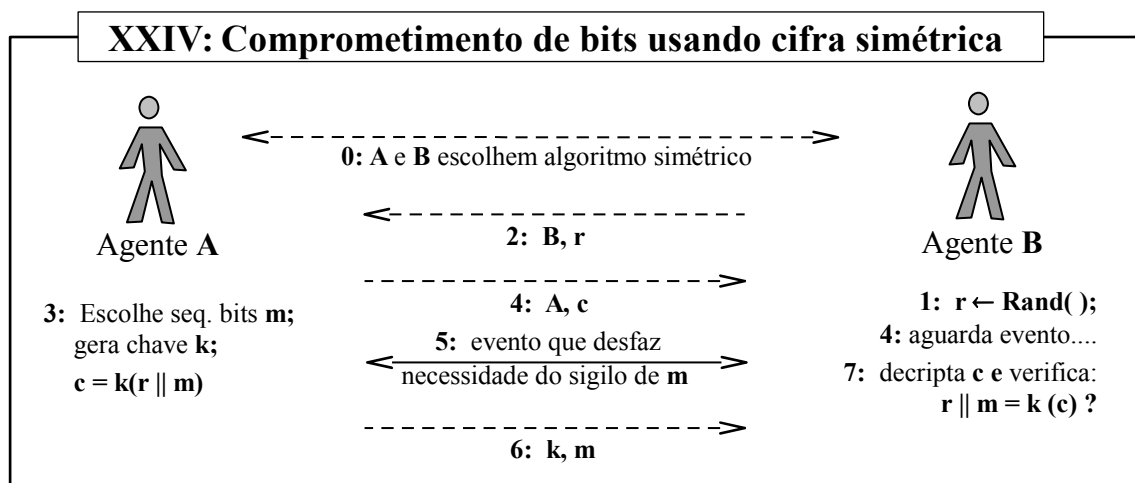 XXIV: Comprometimento de bits usando cifra simétrica
0: A e B escolhem algoritmo simétrico
2: B, r
Agente A
Agente B
4: A, c
3: Escolhe seq. bits m;
gera chave k;
c = k(r || m)
5: evento que desfaz
necessidade do sigilo de m
1: r ← Rand( );
4: aguarda evento....
7: decripta c e verifica:
r || m = k (c) ?
6: k, m